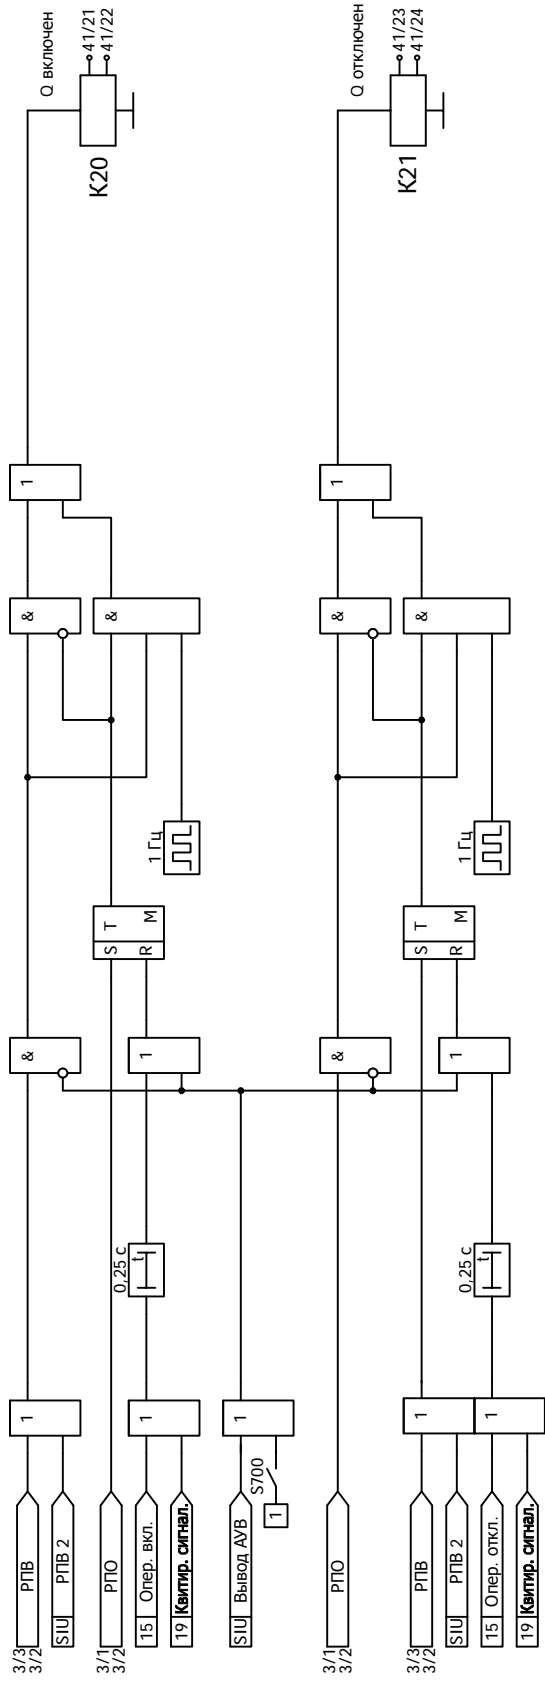 3/3
3/2
РПВ
SIU РПВ 2
3/1
3/2
РПО
15 Опер. вкл.
19 Квитир. сигнал.
SIU Вывод АУВ
1
S700
3/1
3/2
РПО
3/3
3/2
РПВ
SIU РПВ 2
15 Опер. откл.
19 Квитир. сигнал.
1
1
1
1
1
0,25 с
t
0,25 с
t
&
1
&
1
S T
R M
S T
R M
1 Гц
1 Гц
&
&
&
&
1
1
K20
Q включен
41/21
41/22
K21
Q отключен
41/23
41/24